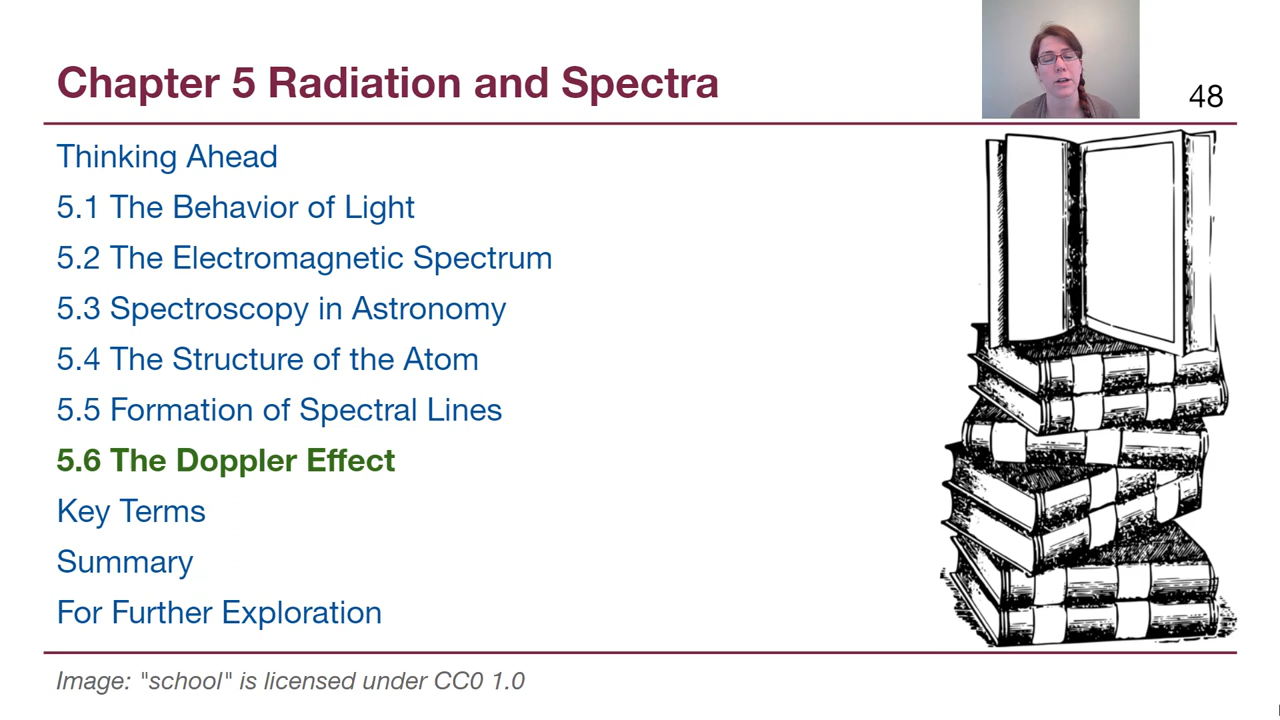 Chapter 5 Radiation and Spectra
48
Thinking Ahead
5.1 The Behavior of Light
5.2 The Electromagnetic Spectrum
5.3 Spectroscopy in Astronomy
5.4 The Structure of the Atom
5.5 Formation of Spectral Lines
5.6 The Doppler Effect
Key Terms
Summary
For Further Exploration
Image: "school" is licensed under CC0 1.0